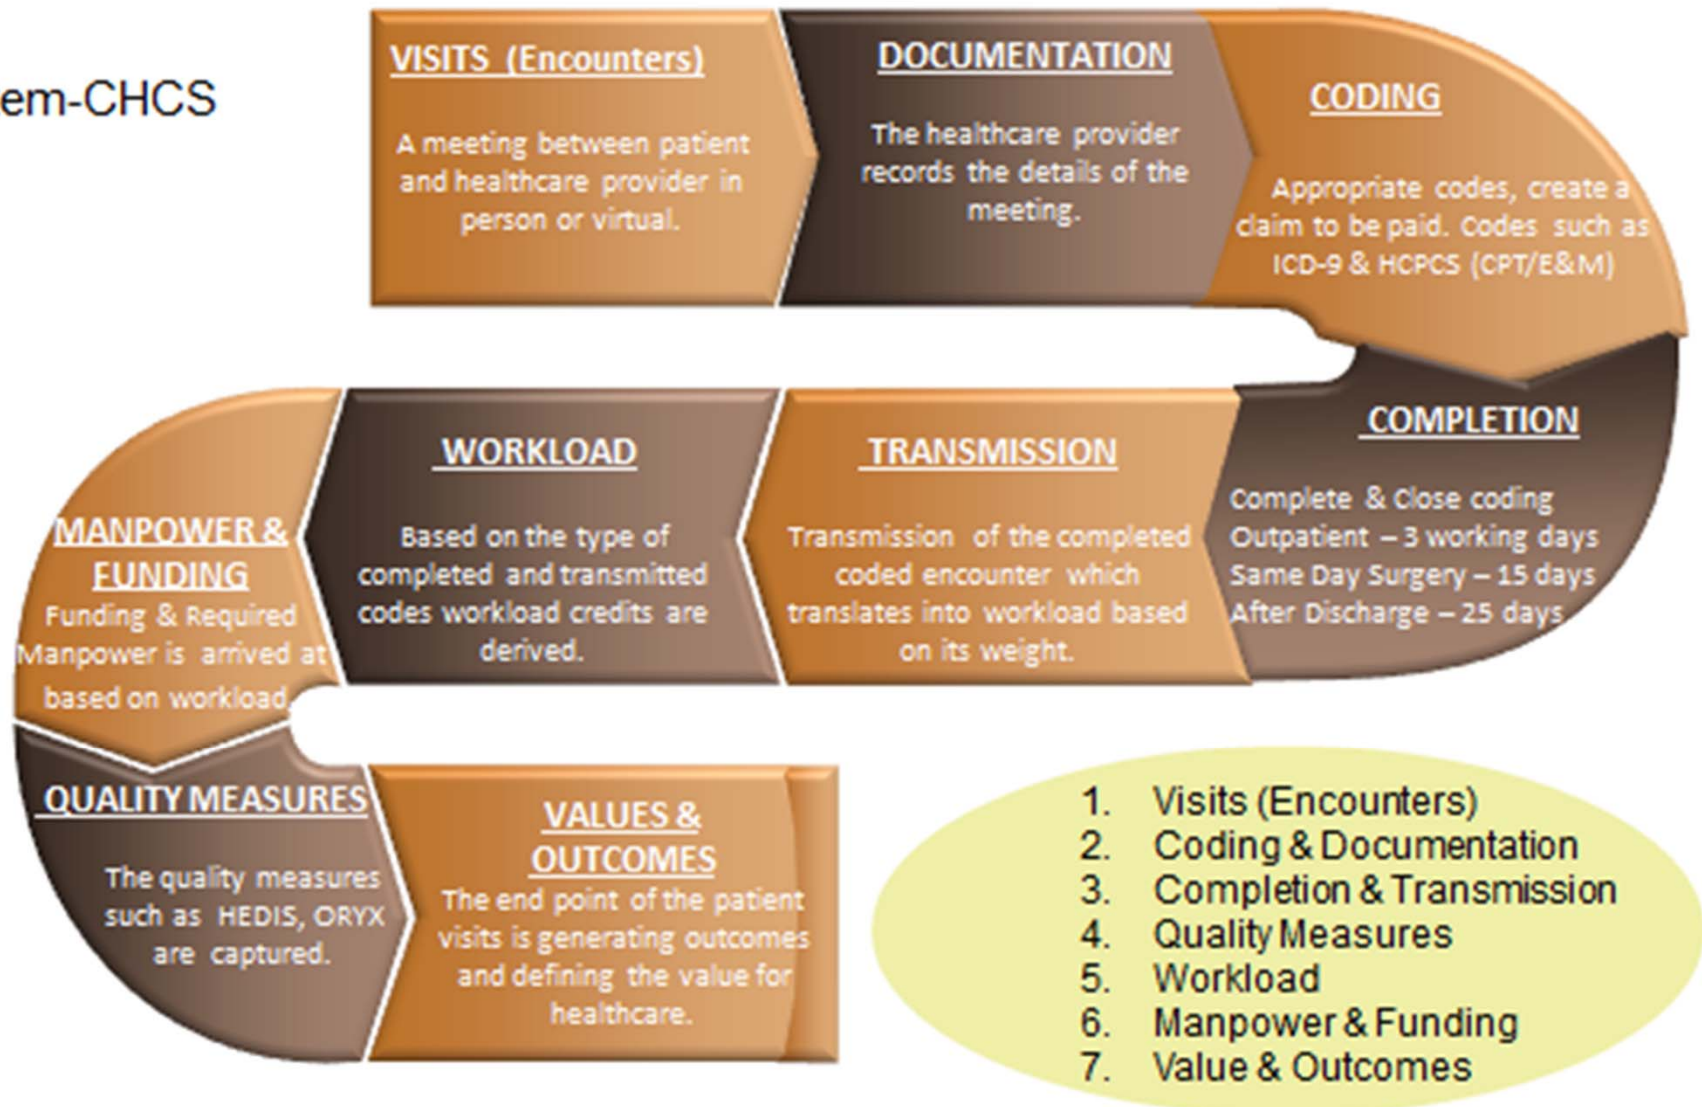 em-CHCS
VISITS (Encounters)
A meeting between patient
and healthcare provider in
person or virtual.
DOCUMENTATION
The healthcare provider
records the details of the
meeting.
CODING
Appropriate codes, create a
claim to be paid. Codes such as
ICD-9 & HCPCS (CPT/E&M)
COMPLETION
Complete & Close coding
Outpatient – 3 working days
Same Day Surgery – 15 days
After Discharge – 25 days
TRANSMISSION
Transmission of the completed
coded encounter which
translates into workload based
on its weight.
WORKLOAD
Based on the type of
completed and transmitted
codes workload credits are
derived.
MANPOWER &
FUNDING
Funding & Required
Manpower is arrived at
based on workload.
QUALITY MEASURES
The quality measures
such as HEDIS, ORYX
are captured.
VALUES &
OUTCOMES
The end point of the patient
visits is generating outcomes
and defining the value for
healthcare.
1. Visits (Encounters)
2. Coding & Documentation
3. Completion & Transmission
4. Quality Measures
5. Workload
6. Manpower & Funding
7. Value & Outcomes